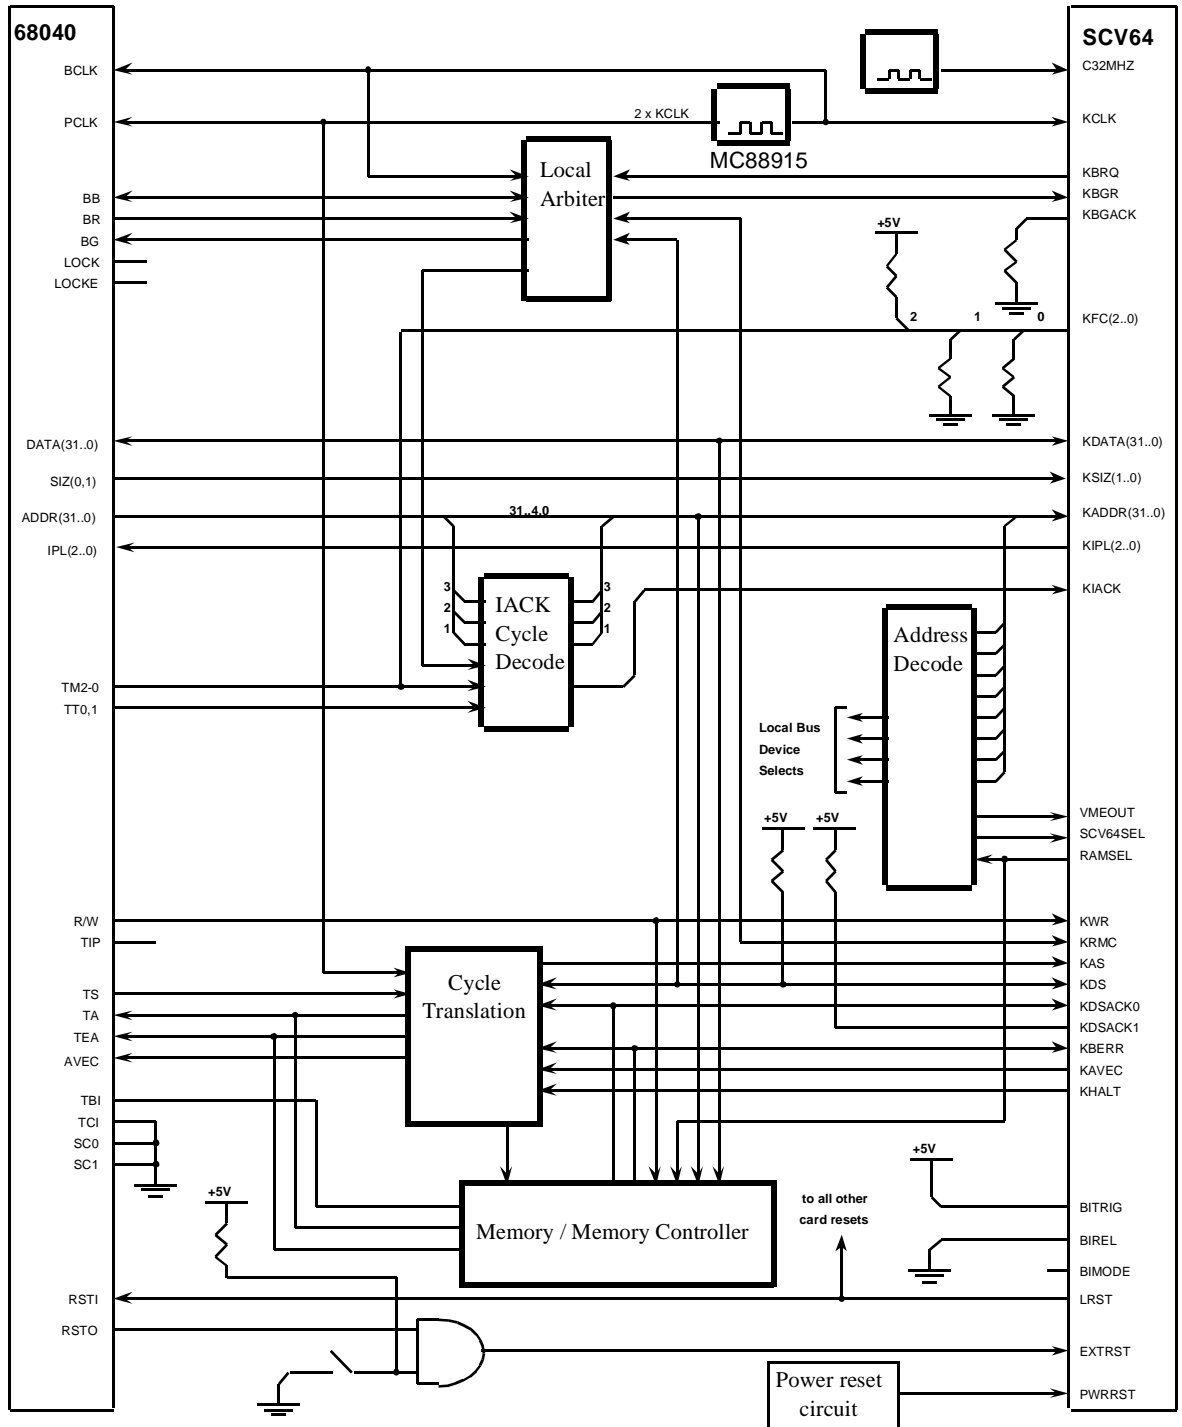 68040
SCV64
BCLK
C32MHZ
PCLK
2 x KCLK
KCLK
MC88915
Local
Arbiter
KBRQ
BB
KBGR
BR
KBGACK
BG
+5V
LOCK
LOCKE
2
1
0
KFC(2..0)
DATA(31..0)
KDATA(31..0)
SIZ(0,1)
KSIZ(1..0)
ADDR(31..0)
31..4,0
KADDR(31..0)
IPL(2..0)
KIPL(2..0)
3
2
1
IACK
Cycle
Decode
3
2
1
KIACK
Address
Decode
TM2-0
TT0,1
Local Bus
Device
Selects
+5V
+5V
VMEOUT
SCV64SEL
RAMSEL
R/W
KWR
TIP
KRMC
Cycle
Translation
KAS
TS
KDS
TA
KDSACK0
TEA
KDSACK1
AVEC
KBERR
KAVEC
TBI
KHALT
TCI
SC0
SC1
+5V
+5V
to all other
card resets
BITRIG
Memory / Memory Controller
BIREL
BIMODE
RSTI
LRST
RSTO
EXTRST
Power reset
circuit
PWRRST